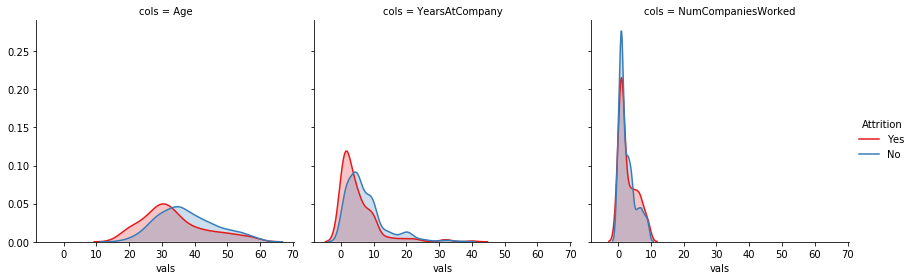 cols = Age
cols = YearsAtCompany
cols = NumCompaniesWorked
0.25
0.20
0.15
0.10
0.05
0.00
0 10 20 30 40 50 60 70
0 10 20 30 40 50 60 70
0 10 20 30 40 50 60 70
vals
vals
vals
Attrition
Yes
No